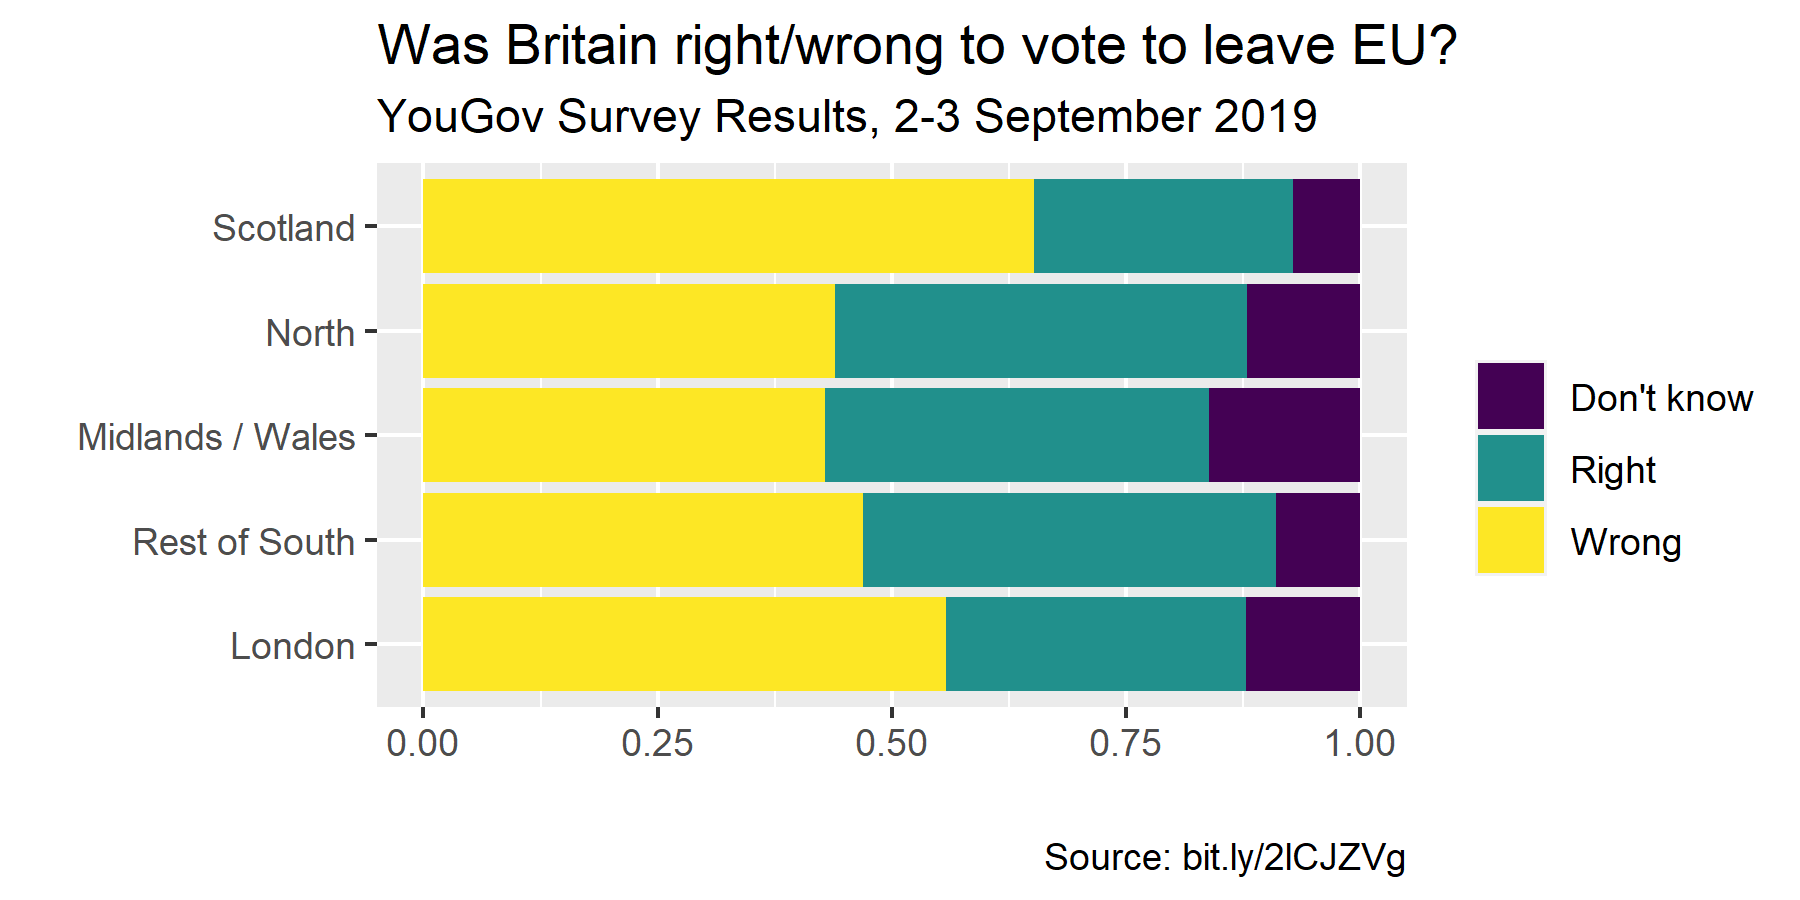 Was Britain right/wrong to vote to leave EU?
YouGov Survey Results, 2-3 September 2019
Scotland
North
Midlands / Wales
Rest of South
London
0.00 0.25 0.50 0.75 1.00
Don't know
Right
Wrong
Source: bit.ly/2lCJZVg